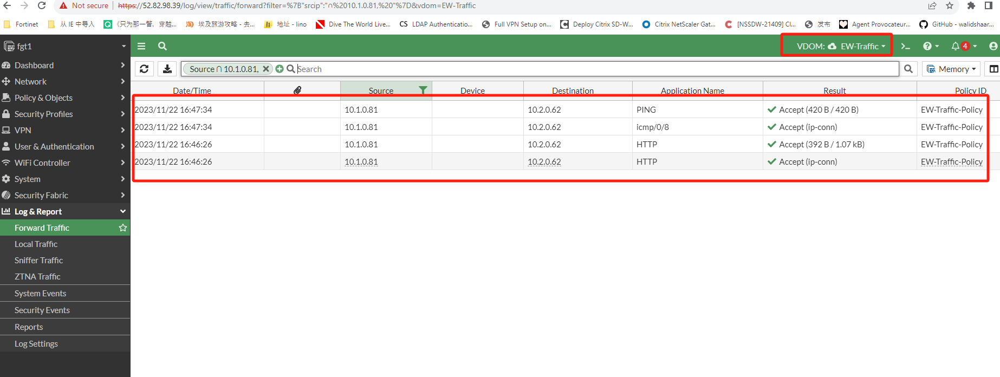 Not secure | https://52.82.98.39/log/view/traffic/forward?filter=%7B"srcip":"∩%2010.1.0.81,%20"%7D&vdom=EW-Traffic
Fortinet 从 IE 中导入 《只为那一瞥，穿越... 埃及旅游攻略 - 去... 地址 - lino Dive The World Live... CS LDAP Authenticatio... Full VPN Setup on... Deploy Citrix SD-W... Citrix NetScaler Gat... [NSSDW-21409] Cl... 发布 Agent Provocateur... GitHub - walidshaar...
fgt1 VDOM: EW-Traffic >_ 4
Dashboard
Network
Policy & Objects
Security Profiles
VPN
User & Authentication
WiFi Controller
System
Security Fabric
Log & Report
Forward Traffic
Local Traffic
Sniffer Traffic
ZTNA Traffic
System Events
Security Events
Reports
Log Settings
Source ∩ 10.1.0.81, Search Memory
Date/Time Source Device Destination Application Name Result Policy ID
2023/11/22 16:47:34 10.1.0.81 10.2.0.62 PING Accept (420 B / 420 B) EW-Traffic-Policy
2023/11/22 16:47:34 10.1.0.81 10.2.0.62 icmp/0/8 Accept (ip-conn) EW-Traffic-Policy
2023/11/22 16:46:26 10.1.0.81 10.2.0.62 HTTP Accept (392 B / 1.07 kB) EW-Traffic-Policy
2023/11/22 16:46:26 10.1.0.81 10.2.0.62 HTTP Accept (ip-conn) EW-Traffic-Policy